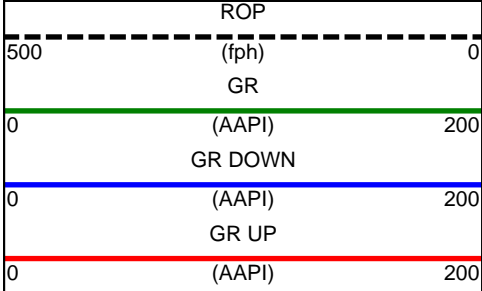 ROP
500 (fph) 0
GR
0 (AAPI) 200
GR DOWN
0 (AAPI) 200
GR UP
0 (AAPI) 200